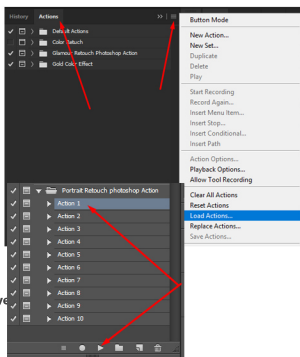 History Actions
Default Actions
Color Retuch
Glamour Retouch Photoshop Action
Gold Color Effect
Button Mode
New Action...
New Set...
Duplicate
Delete
Play
Start Recording
Record Again...
Insert Menu Item...
Insert Stop...
Insert Conditional...
Insert Path
Action Options...
Playback Options...
Allow Tool Recording
Clear All Actions
Reset Actions
Load Actions...
Replace Actions...
Save Actions...
Portrait Retouch photoshop Action
Action 1
Action 2
Action 3
Action 4
Action 5
Action 6
Action 7
Action 8
Action 9
Action 10